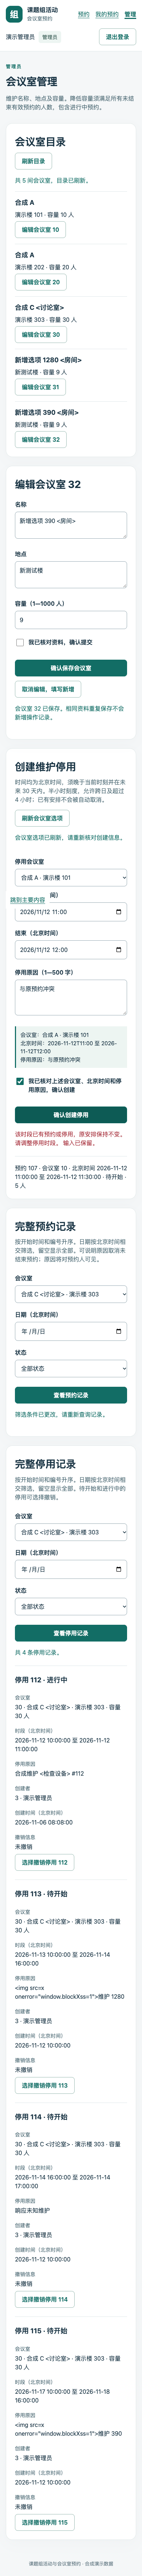 组
课题组活动
会议室预约
预约
我的预约
管理
演示管理员
管理员
退出登录
管理员
会议室管理
维护名称、地点及容量。降低容量须满足所有未结
束有效预约的人数，包含进行中预约。
会议室目录
刷新目录
共 5 间会议室，目录已刷新。
合成 A
演示楼 101 · 容量 10 人
编辑会议室 10
合成 A
演示楼 202 · 容量 20 人
编辑会议室 20
合成 C <讨论室>
演示楼 303 · 容量 30 人
编辑会议室 30
新增选项 1280 <房间>
新测试楼 · 容量 9 人
编辑会议室 31
新增选项 390 <房间>
新测试楼 · 容量 9 人
编辑会议室 32
编辑会议室 32
名称
新增选项 390 <房间>
地点
新测试楼
容量（1—1000 人）
9
我已核对资料，确认提交
确认保存会议室
取消编辑，填写新增
会议室 32 已保存。相同资料重复保存不会
新增操作记录。
创建维护停用
时间均为北京时间，须晚于当前时刻并在未
来 30 天内。半小时刻度，允许跨日及超过
4 小时；已有安排不会被自动取消。
刷新会议室选项
会议室选项已刷新，请重新核对创建信息。
停用会议室
合成 A · 演示楼 101
跳到主要内容
间）
2026/11/12 11:00
结束（北京时间）
2026/11/12 12:00
停用原因（1—500 字）
与原预约冲突
会议室：合成 A · 演示楼 101
北京时间：2026-11-12T11:00 至 2026-
11-12T12:00
停用原因：与原预约冲突
我已核对上述会议室、北京时间和停
用原因，确认创建
确认创建停用
该时段已有预约或停用，原安排保持不变。
请调整停用时段。 输入已保留。
预约 107 · 会议室 10 · 北京时间 2026-11-12
11:00:00 至 2026-11-12 11:30:00 · 待开始 ·
5 人
完整预约记录
按开始时间和编号升序。日期按北京时间相
交筛选，留空显示全部。可说明原因取消未
结束预约；原因将对预约人可见。
会议室
合成 C <讨论室> · 演示楼 303
日期（北京时间）
年 /月/日
状态
全部状态
查看预约记录
筛选条件已更改，请重新查询记录。
完整停用记录
按开始时间和编号升序。日期按北京时间相
交筛选，留空显示全部。待开始和进行中的
停用可选择撤销。
会议室
合成 C <讨论室> · 演示楼 303
日期（北京时间）
年 /月/日
状态
全部状态
查看停用记录
共 4 条停用记录。
停用 112 · 进行中
会议室
30 · 合成 C <讨论室> · 演示楼 303 · 容量
30 人
时段（北京时间）
2026-11-12 10:00:00 至 2026-11-12
11:00:00
停用原因
合成维护 <检查设备> #112
创建者
3 · 演示管理员
创建时间（北京时间）
2026-11-06 08:08:00
撤销信息
未撤销
选择撤销停用 112
停用 113 · 待开始
会议室
30 · 合成 C <讨论室> · 演示楼 303 · 容量
30 人
时段（北京时间）
2026-11-13 10:00:00 至 2026-11-14
16:00:00
停用原因
<img src=x
onerror="window.blockXss=1">维护 1280
创建者
3 · 演示管理员
创建时间（北京时间）
2026-11-12 10:00:00
撤销信息
未撤销
选择撤销停用 113
停用 114 · 待开始
会议室
30 · 合成 C <讨论室> · 演示楼 303 · 容量
30 人
时段（北京时间）
2026-11-14 16:00:00 至 2026-11-14
17:00:00
停用原因
响应未知维护
创建者
3 · 演示管理员
创建时间（北京时间）
2026-11-12 10:00:00
撤销信息
未撤销
选择撤销停用 114
停用 115 · 待开始
会议室
30 · 合成 C <讨论室> · 演示楼 303 · 容量
30 人
时段（北京时间）
2026-11-17 10:00:00 至 2026-11-18
16:00:00
停用原因
<img src=x
onerror="window.blockXss=1">维护 390
创建者
3 · 演示管理员
创建时间（北京时间）
2026-11-12 10:00:00
撤销信息
未撤销
选择撤销停用 115
课题组活动与会议室预约 · 合成演示数据